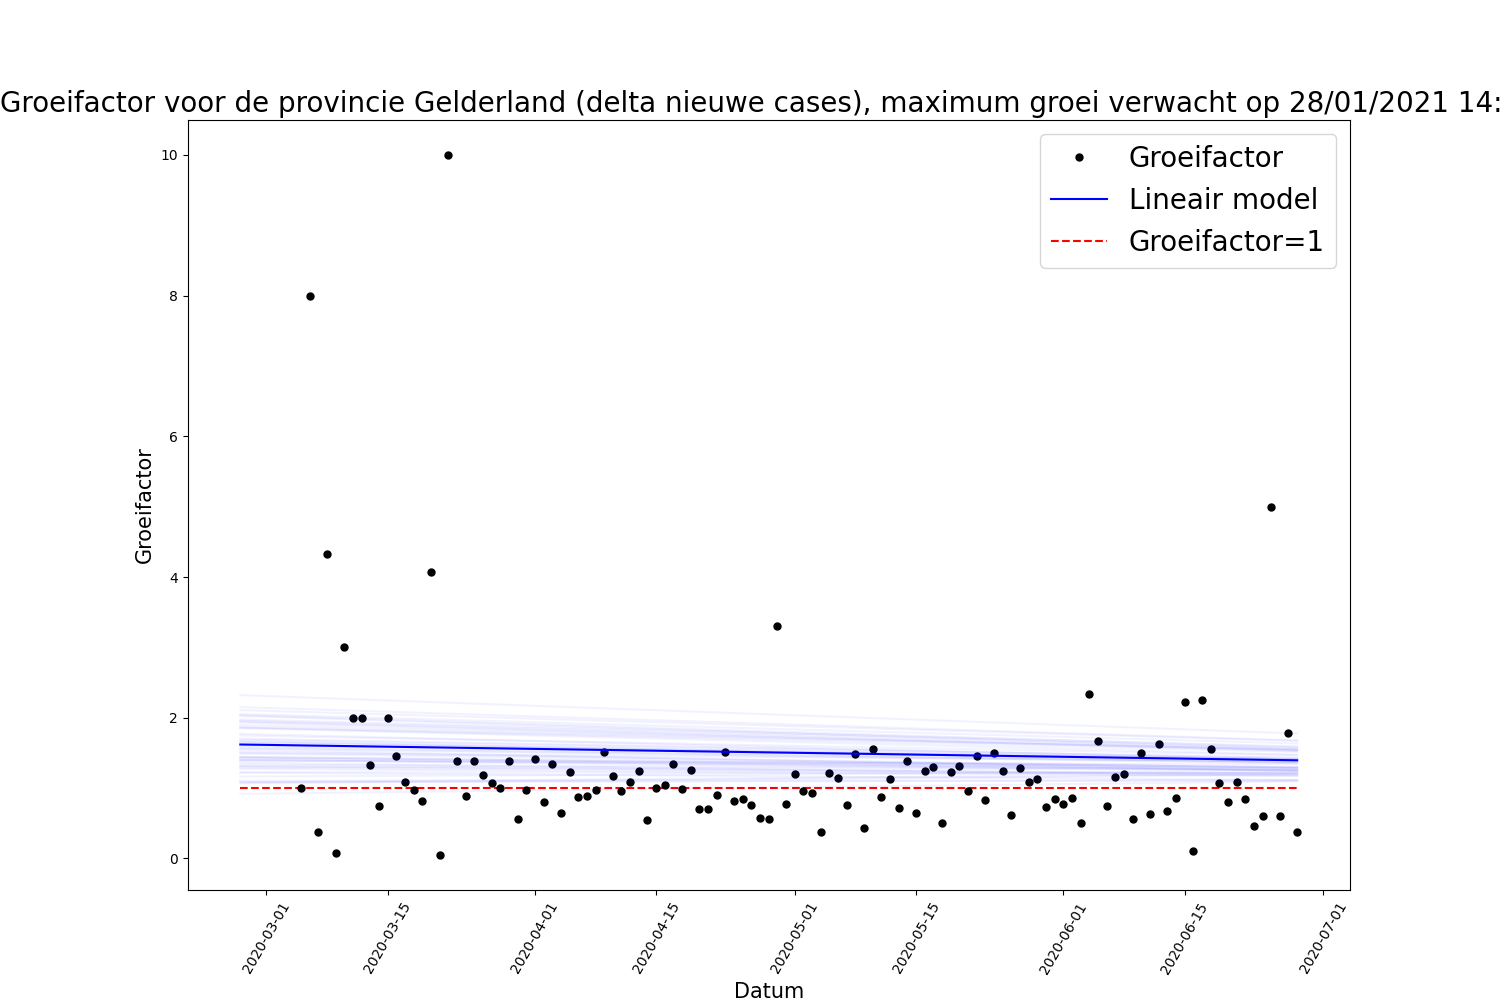 Groeifactor voor de provincie Gelderland (delta nieuwe cases), maximum groei verwacht op 28/01/2021 14:
10
8
6
4
2
0
Groeifactor
Groeifactor
Lineair model
Groeifactor=1
2020-03-01
2020-03-15
2020-04-01
2020-04-15
2020-05-01
2020-05-15
2020-06-01
2020-06-15
2020-07-01
Datum